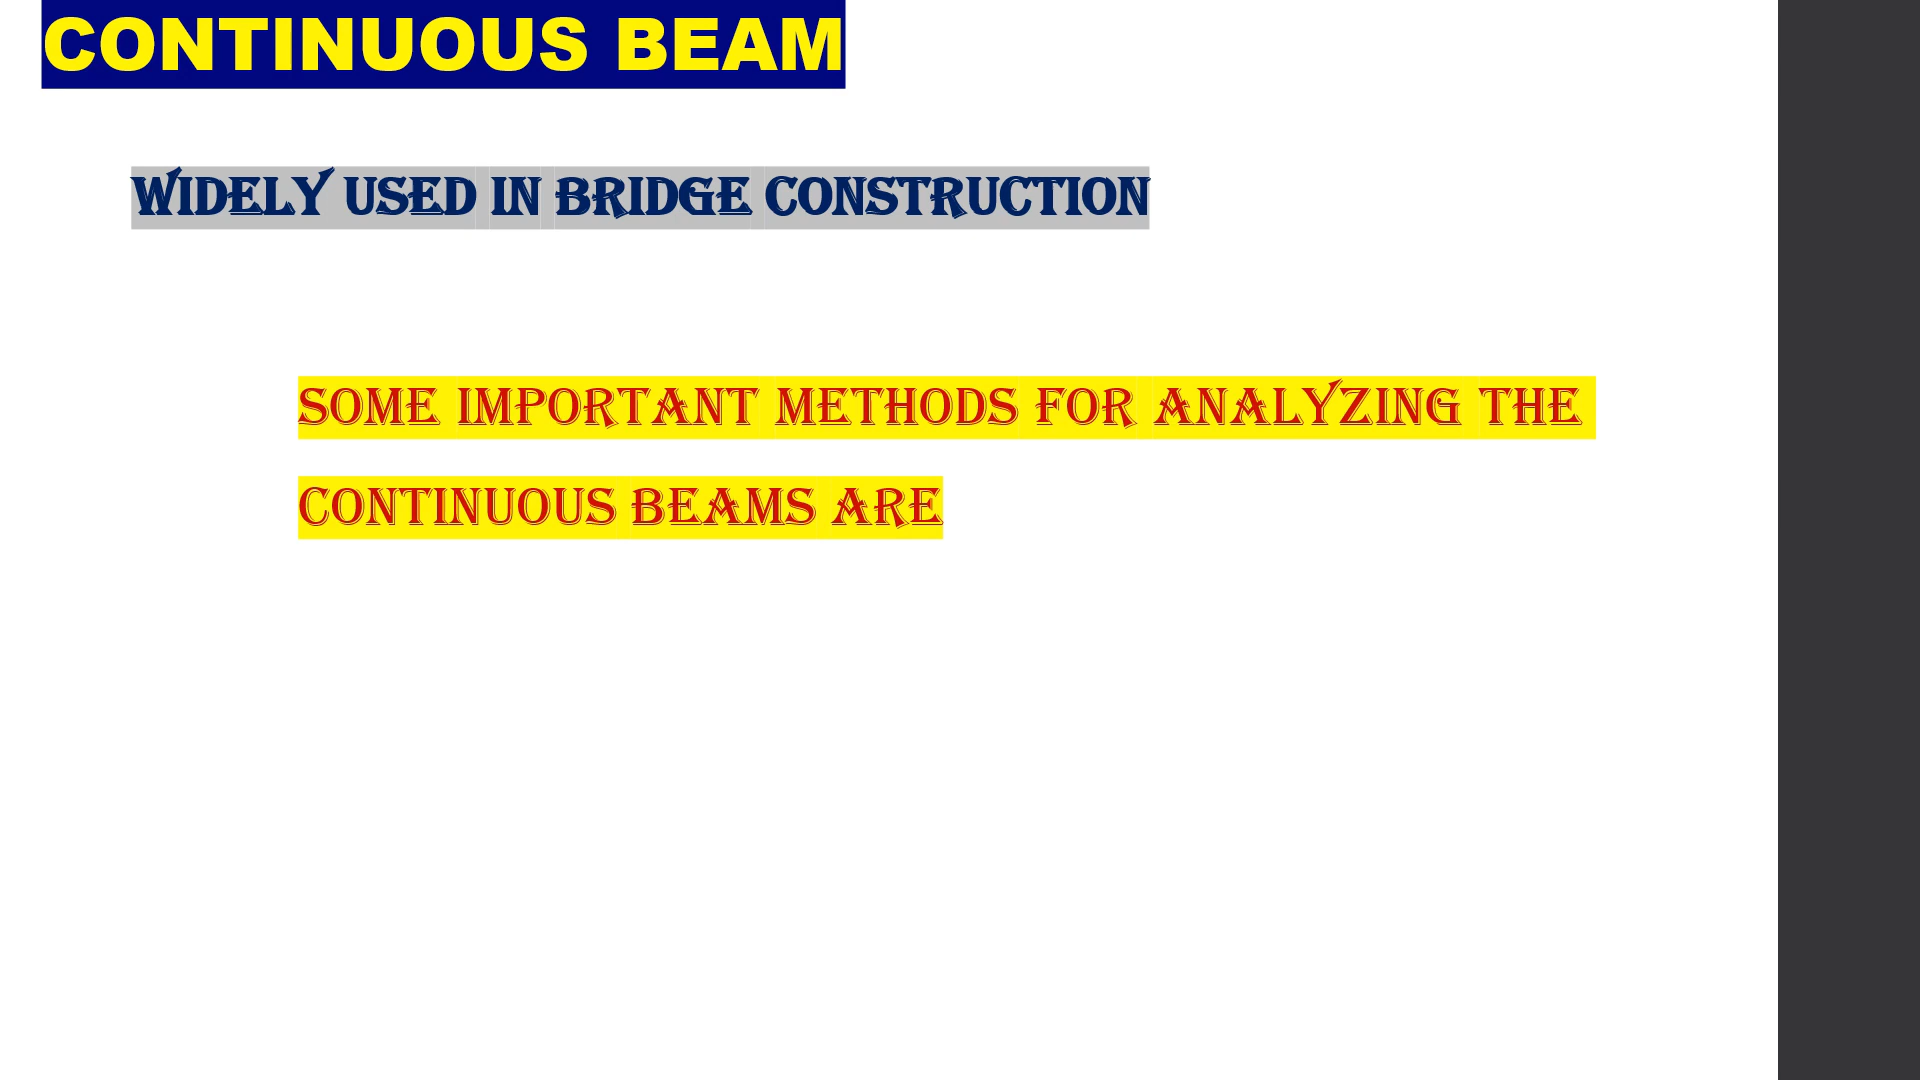 CONTINUOUS BEAM
WIDELY USED IN BRIDGE CONSTRUCTION
SOME IMPORTANT METHODS FOR ANALYZING THE
CONTINUOUS BEAMS ARE